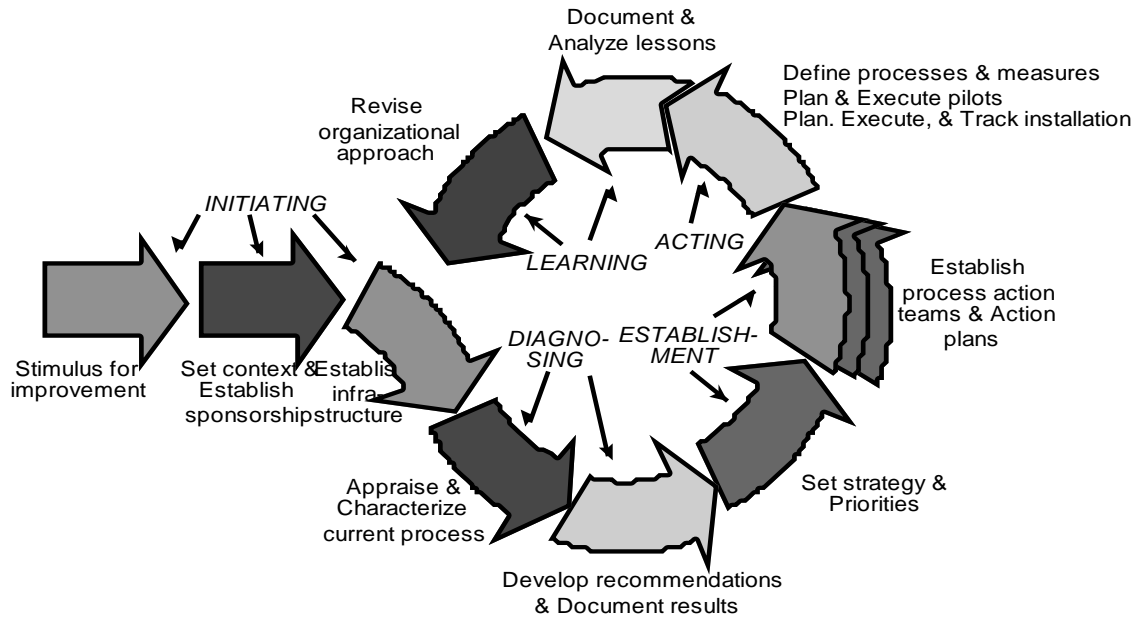 Document &
Analyze lessons
Define processes & measures
Plan & Execute pilots
Plan. Execute, & Track installation
Revise
organizational
approach
INITIATING
LEARNING
ACTING
Establish
process action
teams & Action
plans
DIAGNO-
SING
ESTABLISH-
MENT
Stimulus for
improvement
Set context &
Establish
sponsorship
Establis
infra-
structure
Appraise &
Characterize
current process
Set strategy &
Priorities
Develop recommendations
& Document results